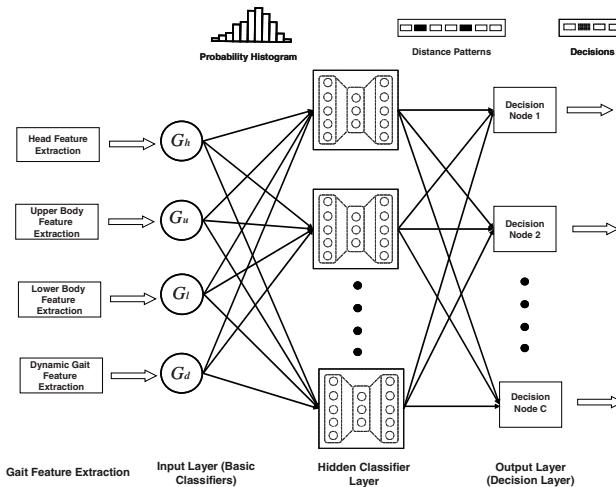 Probability Histogram
Distance Patterns
Decisions
Head Feature
Extraction
Gh
Decision
Node 1
Upper Body
Feature
Extraction
Gu
Decision
Node 2
Lower Body
Feature
Extraction
Gl
Dynamic Gait
Feature
Extraction
Gd
Decision
Node C
Gait Feature Extraction
Input Layer (Basic
Classifiers)
Hidden Classifier
Layer
Output Layer
(Decision Layer)